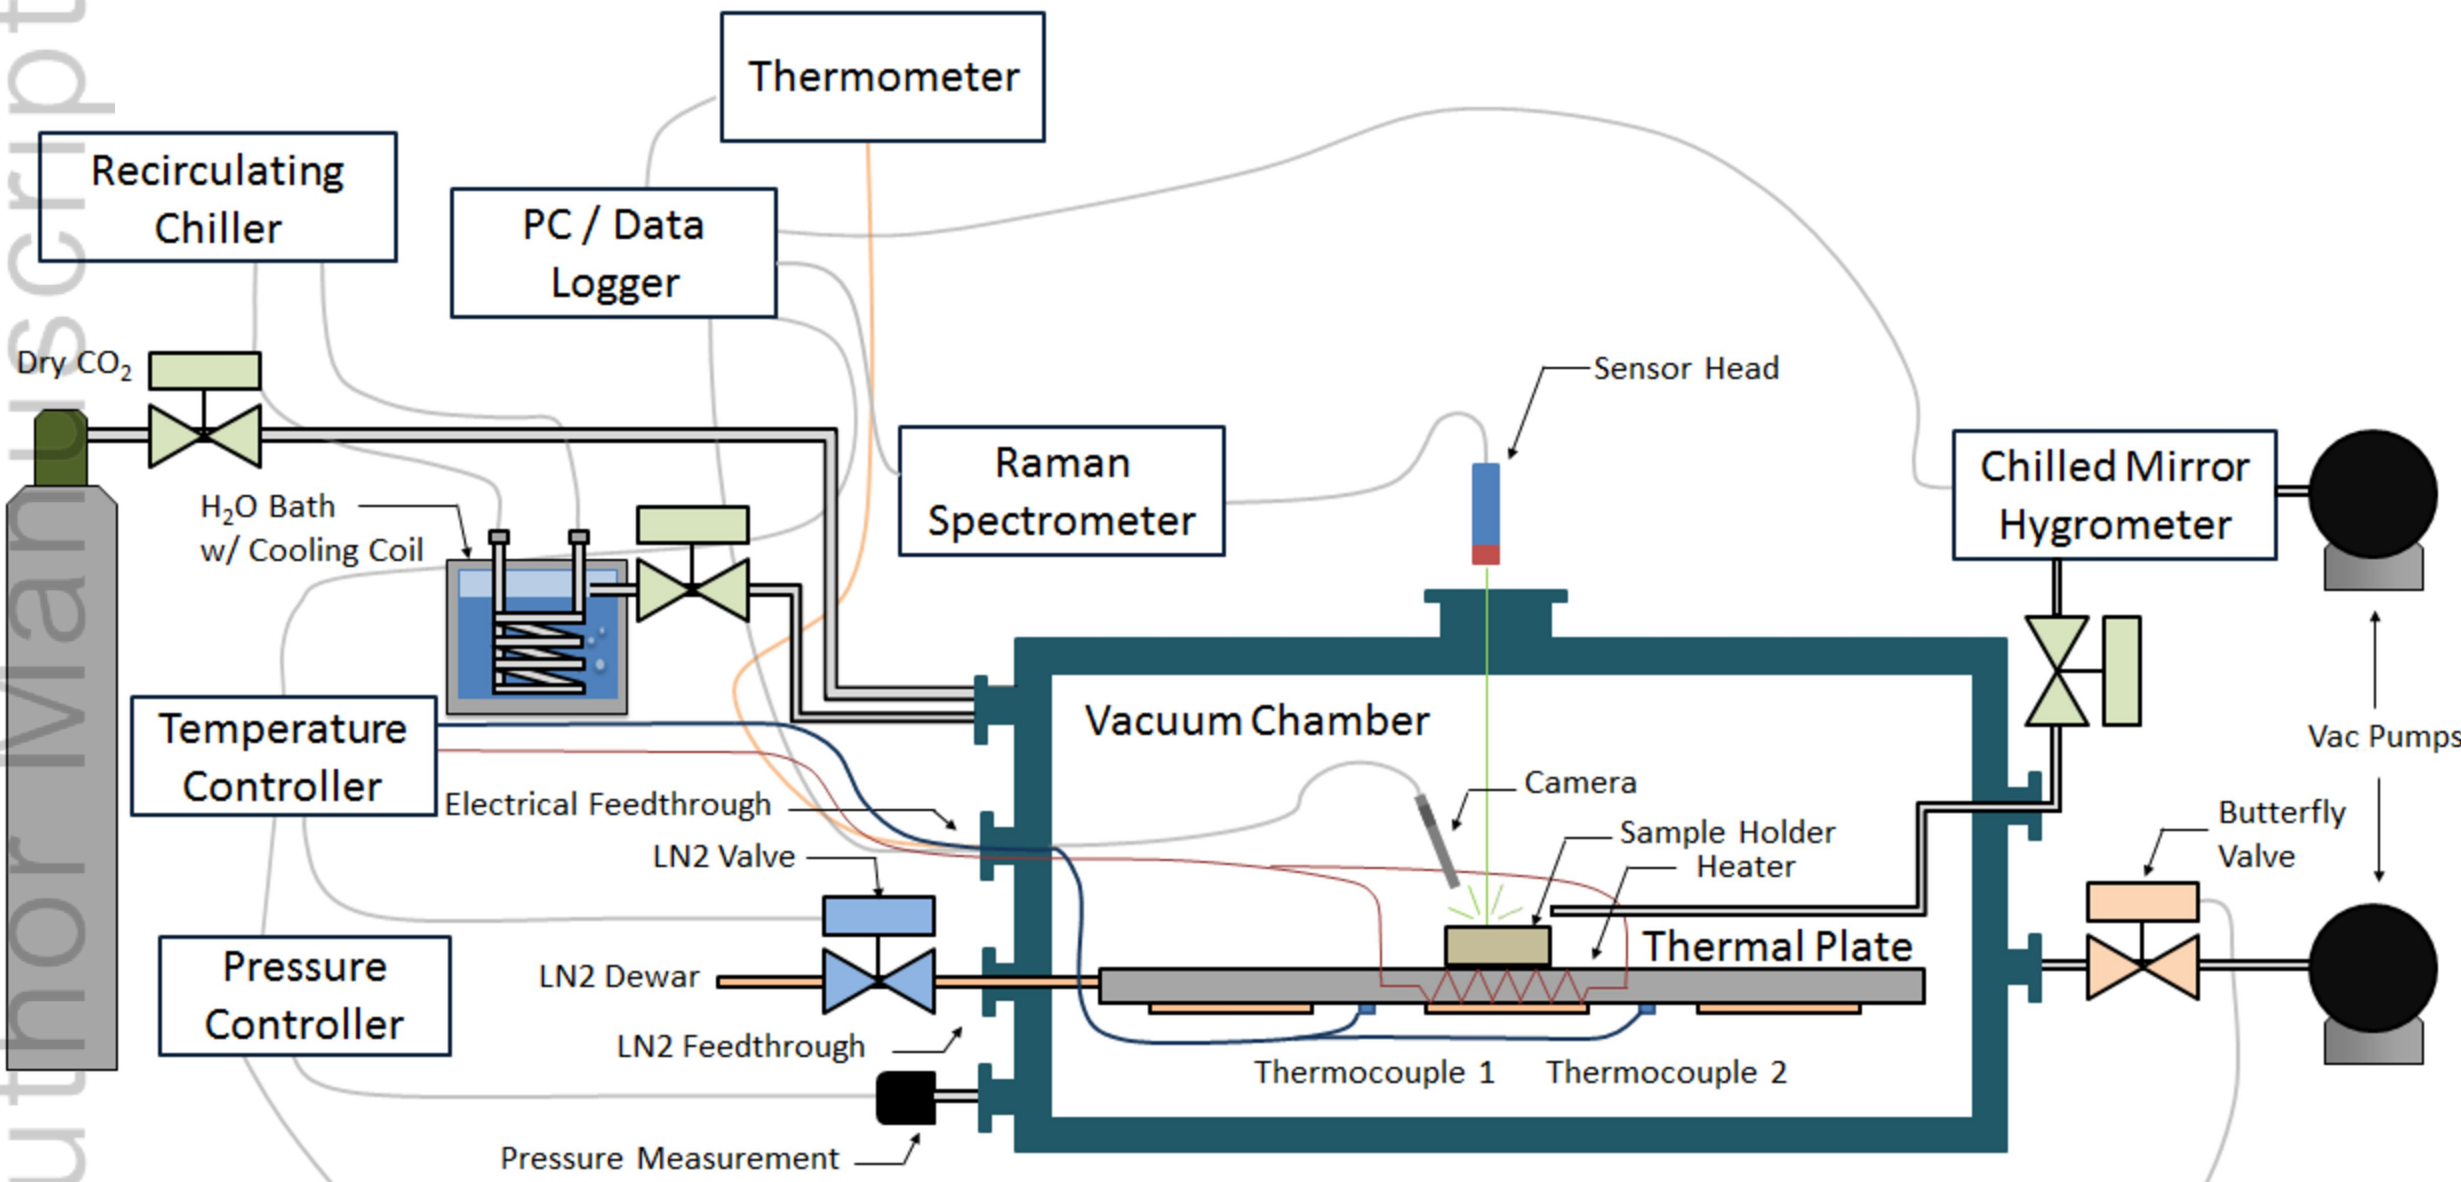 Thermometer
Recirculating
Chiller
PC / Data
Logger
Dry CO₂
Sensor Head
Raman
Spectrometer
Chilled Mirror
Hygrometer
H₂O Bath
w/ Cooling Coil
Temperature
Controller
Vacuum Chamber
Vac Pumps
Electrical Feedthrough
Camera
LN2 Valve
Sample Holder
Heater
Butterfly
Valve
Thermal Plate
LN2 Dewar
Pressure
Controller
LN2 Feedthrough
Thermocouple 1
Thermocouple 2
Pressure Measurement
uthor Manuscript